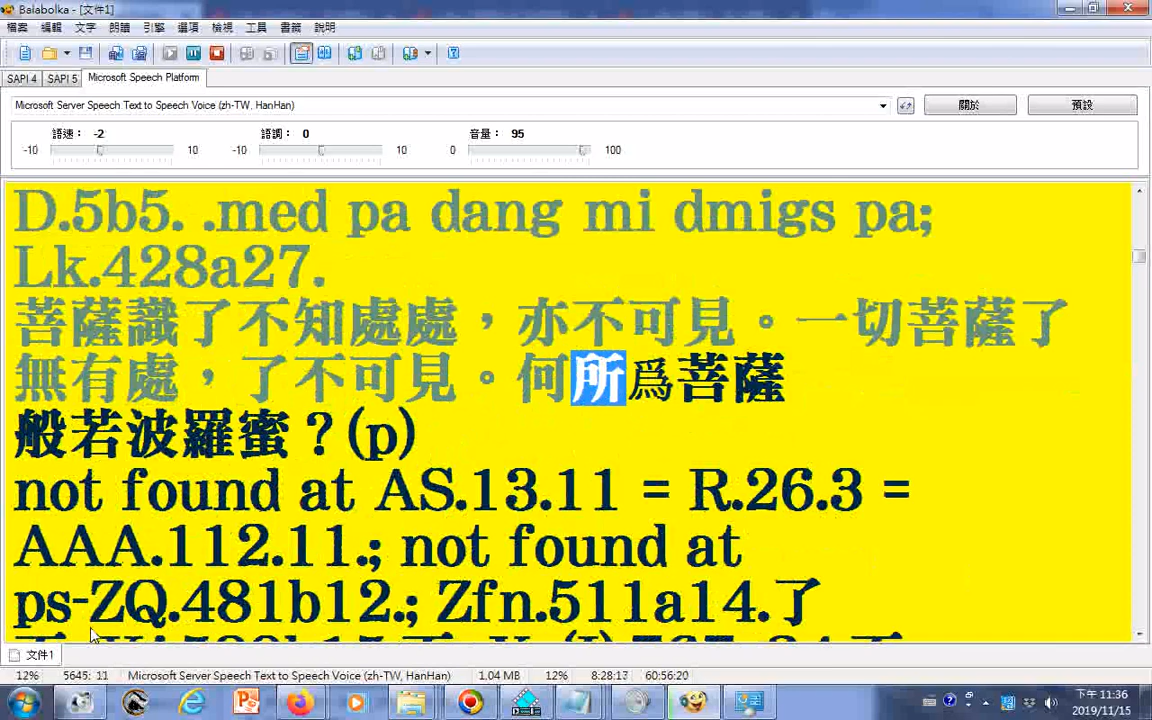 Balabolka - [文件1]
檔案 編輯 文字 朗讀 引擎 選項 檢視 工具 書籤 說明
SAPI 4 SAPI 5 Microsoft Speech Platform
Microsoft Server Speech Text to Speech Voice (zh-TW, HanHan) 關於 預設
語速： -2 語調： 0 音量： 95
-10 10 -10 10 0 100
D.5b5. .med pa dang mi dmigs pa;
Lk.428a27.
菩薩識了不知處處，亦不可見。一切菩薩了
無有處，了不可見。何所爲菩薩
般若波羅蜜？(p)
not found at AS.13.11 = R.26.3 =
AAA.112.11.; not found at
ps-ZQ.481b12.; Zfn.511a14.了
文件1
12% 5645: 11 Microsoft Server Speech Text to Speech Voice (zh-TW, HanHan) 1.04 MB 12% 8:28:13 60:56:20
下午 11:36
2019/11/15